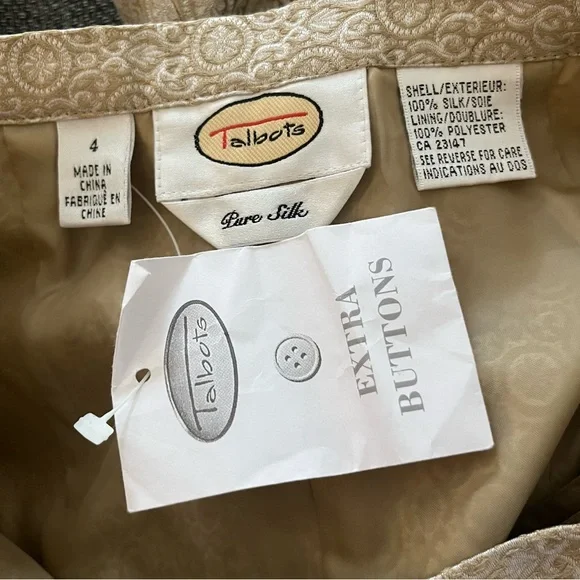 4
MADE IN
CHINA
FABRIQUÉ EN
CHINE
Talbots
Pure Silk
SHELL/EXTERIEUR:
100% SILK/SOIE
LINING/DOUBLURE:
100% POLYESTER
CA 23147
SEE REVERSE FOR CARE
INDICATIONS AU DOS
Talbots
EXTRA
BUTTONS